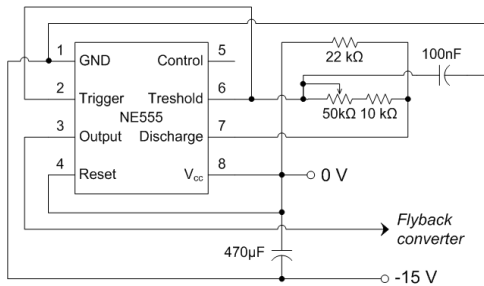 1 GND Control 5
22 kΩ
100nF
2 Trigger Treshold 6
NE555
50kΩ 10 kΩ
3 Output Discharge 7
4 Reset Vcc 8
0 V
Flyback
converter
470µF
-15 V